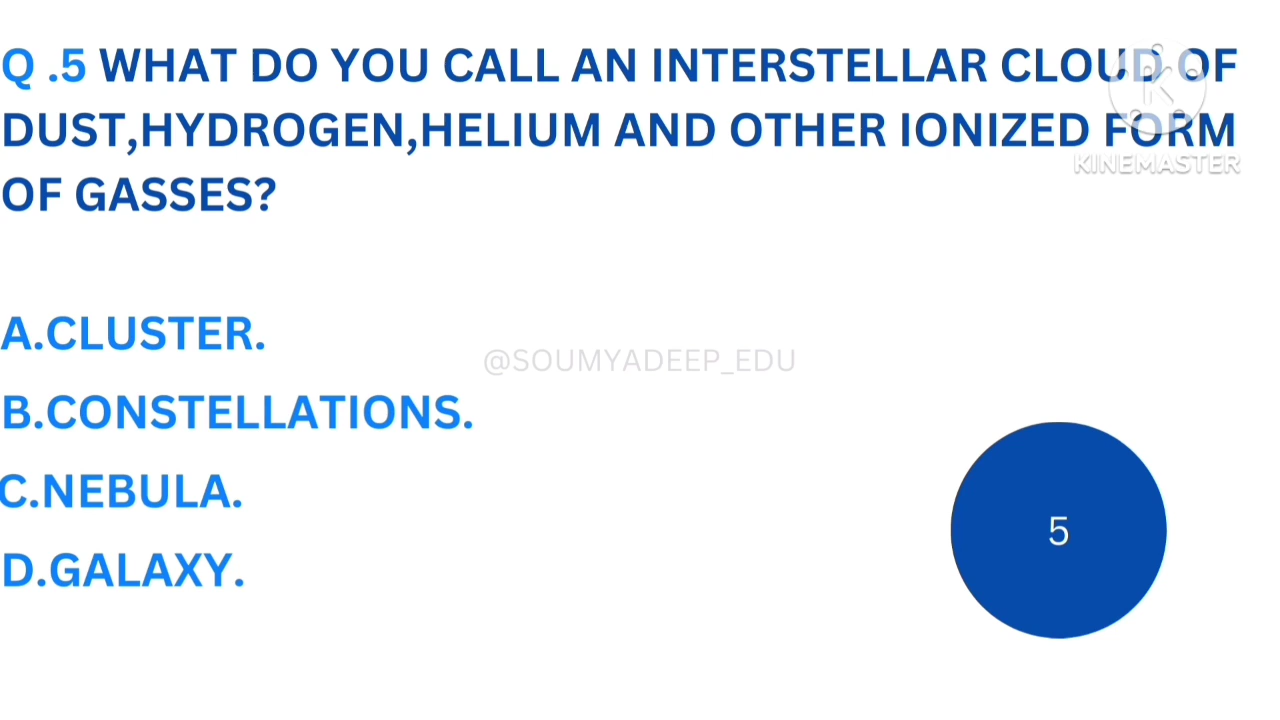 Q .5 WHAT DO YOU CALL AN INTERSTELLAR CLOUD OF
DUST,HYDROGEN,HELIUM AND OTHER IONIZED FORM
OF GASSES?
KINEMASTER
A.CLUSTER.
@SOUMYADEEP_EDU
B.CONSTELLATIONS.
C.NEBULA.
D.GALAXY.
5